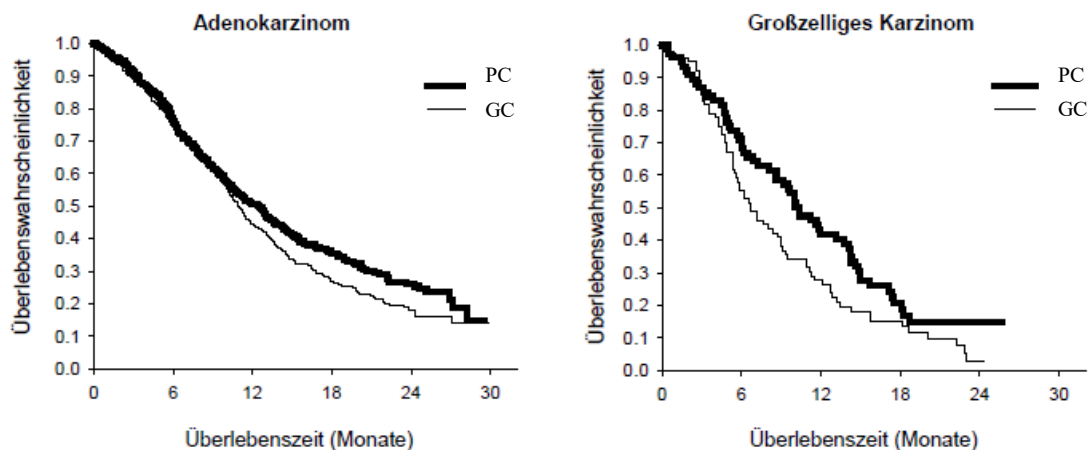 Adenokarzinom
Überlebenswahrscheinlichkeit
1.0
0.9
0.8
0.7
0.6
0.5
0.4
0.3
0.2
0.1
0.0
PC
GC
0 6 12 18 24 30
Überlebenszeit (Monate)
Großzelliges Karzinom
Überlebenswahrscheinlichkeit
1.0
0.9
0.8
0.7
0.6
0.5
0.4
0.3
0.2
0.1
0.0
PC
GC
0 6 12 18 24 30
Überlebenszeit (Monate)